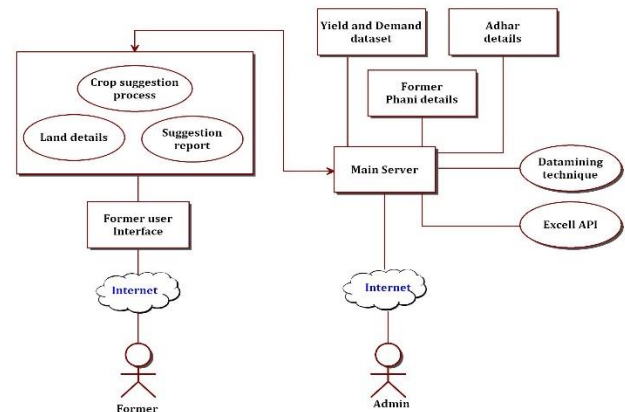 Yield and Demand
dataset
Adhar
details
Crop suggestion
process
Former
Phani details
Land details
Suggestion
report
Main Server
Datamining
technique
Former user
Interface
Excell API
Internet
Internet
Former
Admin